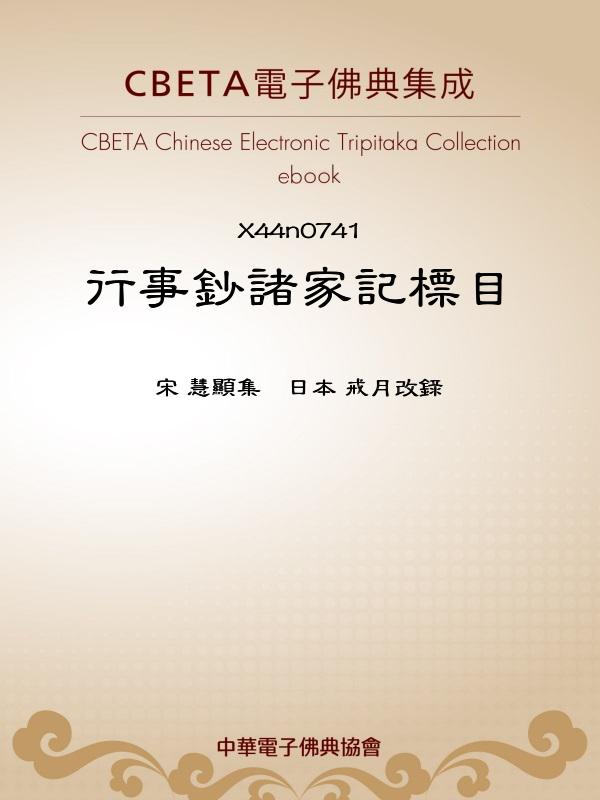 CBETA電子佛典集成
CBETA Chinese Electronic Tripitaka Collection
ebook
X44n0741
行事鈔諸家記標目
宋 慧顯集　日本 戒月改録
中華電子佛典協會